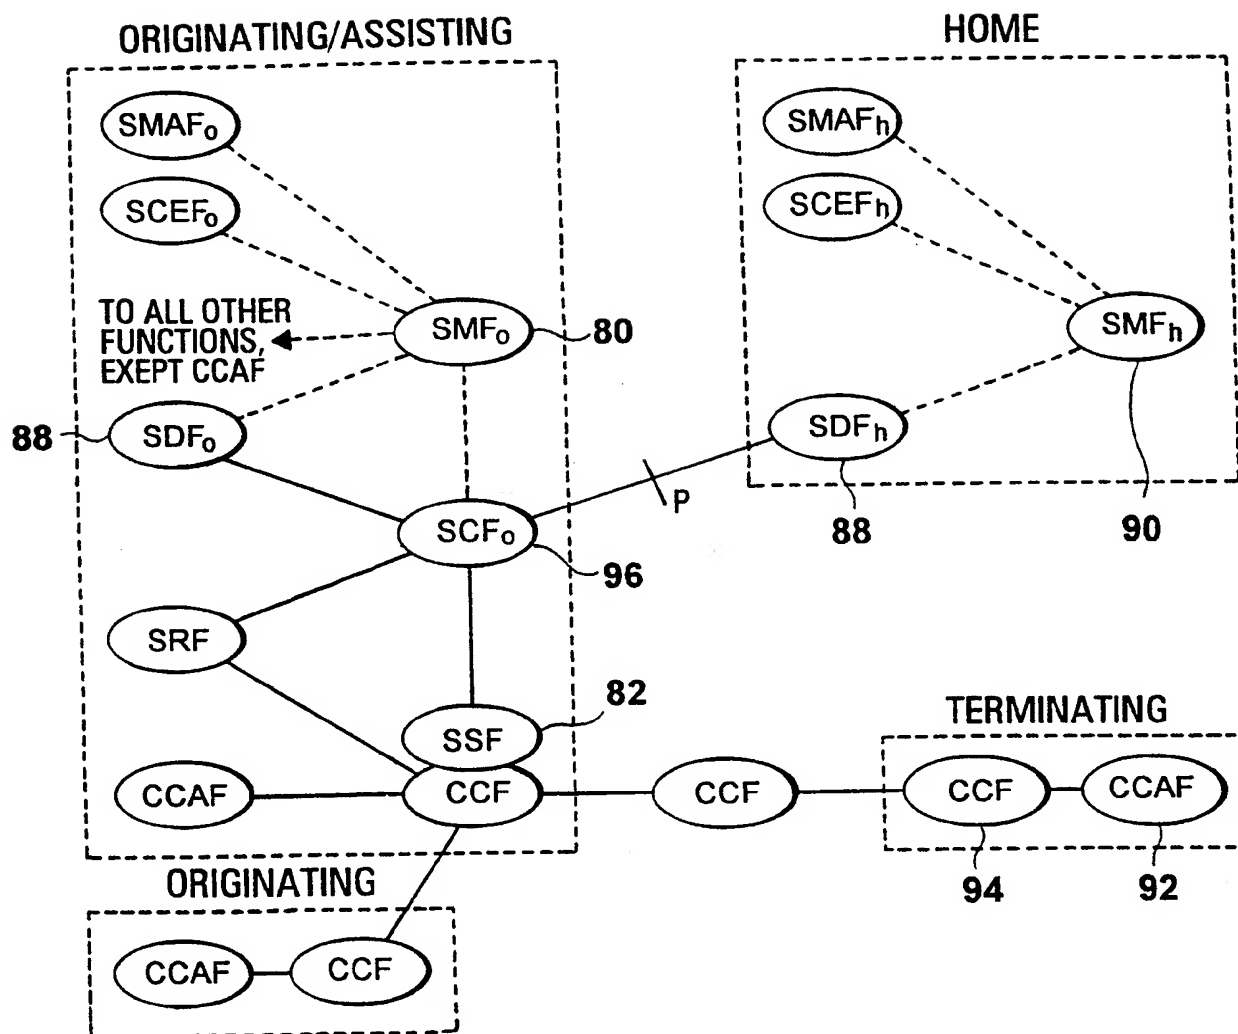 ORIGINATING/ASSISTING
HOME
SMAFo
SMAFh
SCEFo
SCEFh
TO ALL OTHER
FUNCTIONS,
EXEPT CCAF
SMFo
80
SMFh
88
SDFo
SDFh
P
SCFo
88
90
96
SRF
82
SSF
TERMINATING
CCAF
CCF
CCF
CCF
CCAF
94
92
ORIGINATING
CCAF
CCF